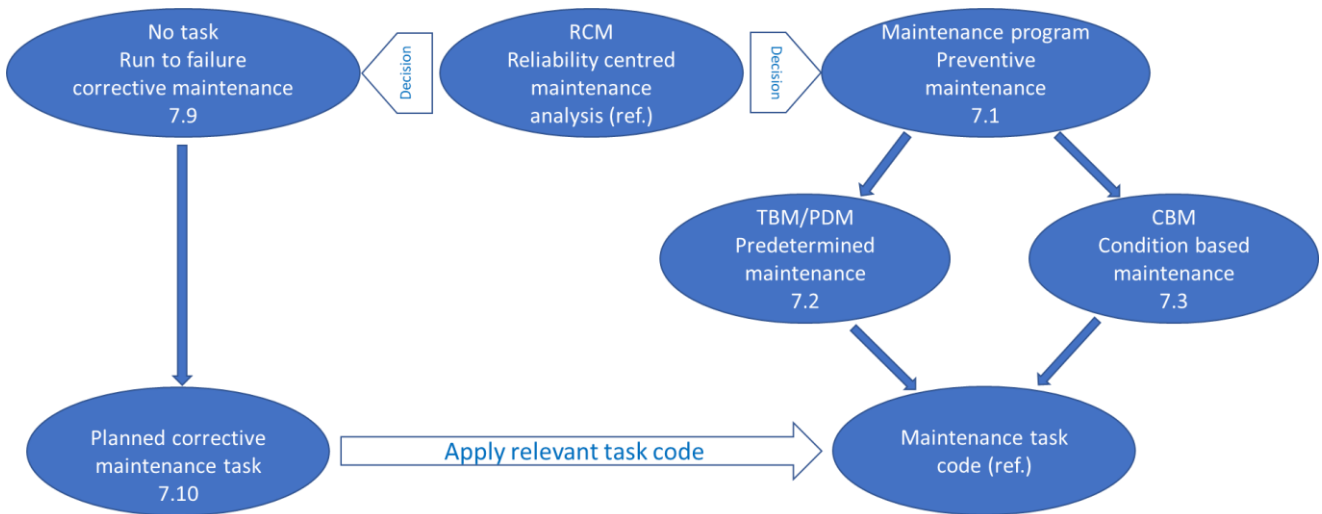 No task
Run to failure
corrective maintenance
7.9
Decision
RCM
Reliability centred
maintenance
analysis (ref.)
Decision
Maintenance program
Preventive
maintenance
7.1
TBM/PDM
Predetermined
maintenance
7.2
CBM
Condition based
maintenance
7.3
Planned corrective
maintenance task
7.10
Apply relevant task code
Maintenance task
code (ref.)